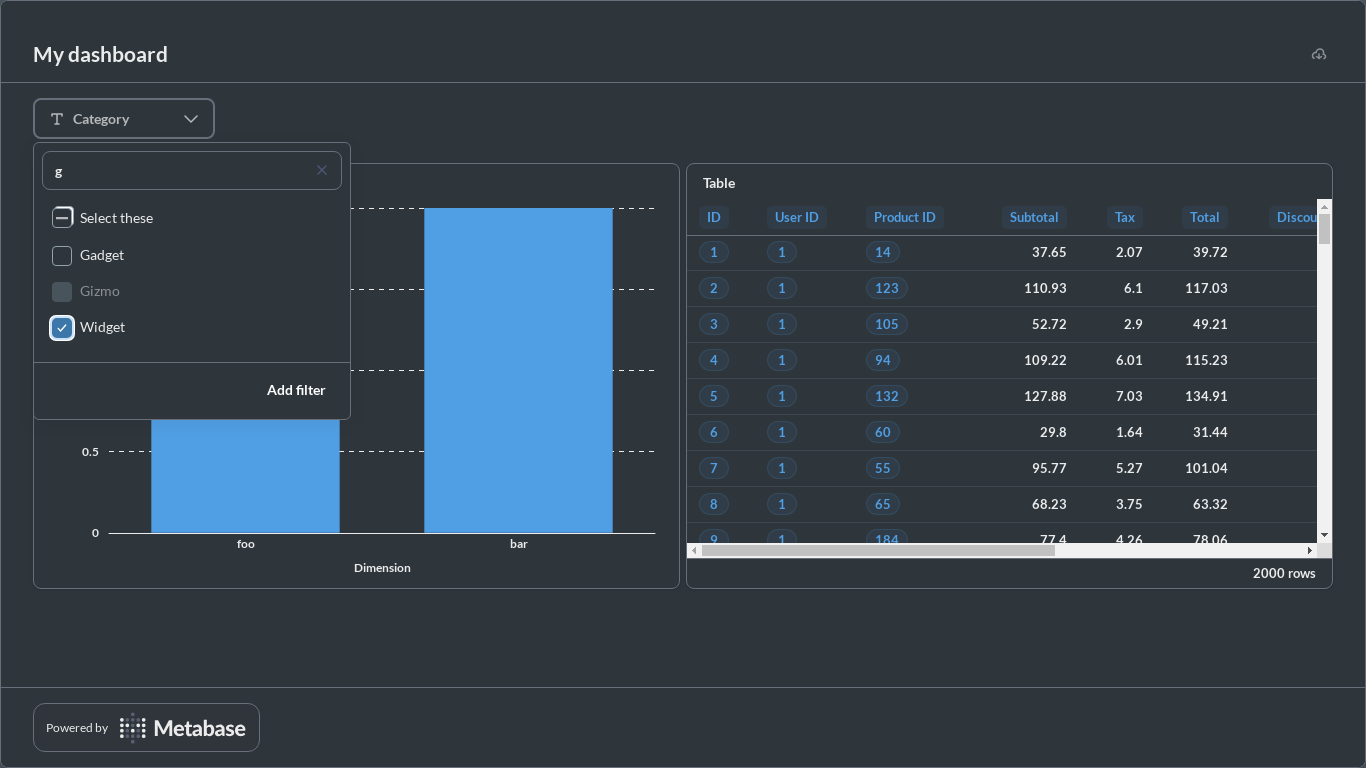 My dashboard
Category
g
Select these
Gadget
Gizmo
Widget
Add filter
0.5
0
foo
bar
Dimension
Table
ID User ID Product ID Subtotal Tax Total Discou
1 1 14 37.65 2.07 39.72
2 1 123 110.93 6.1 117.03
3 1 105 52.72 2.9 49.21
4 1 94 109.22 6.01 115.23
5 1 132 127.88 7.03 134.91
6 1 60 29.8 1.64 31.44
7 1 55 95.77 5.27 101.04
8 1 65 68.23 3.75 63.32
9 1 184 77.4 4.26 78.06
2000 rows
Powered by Metabase